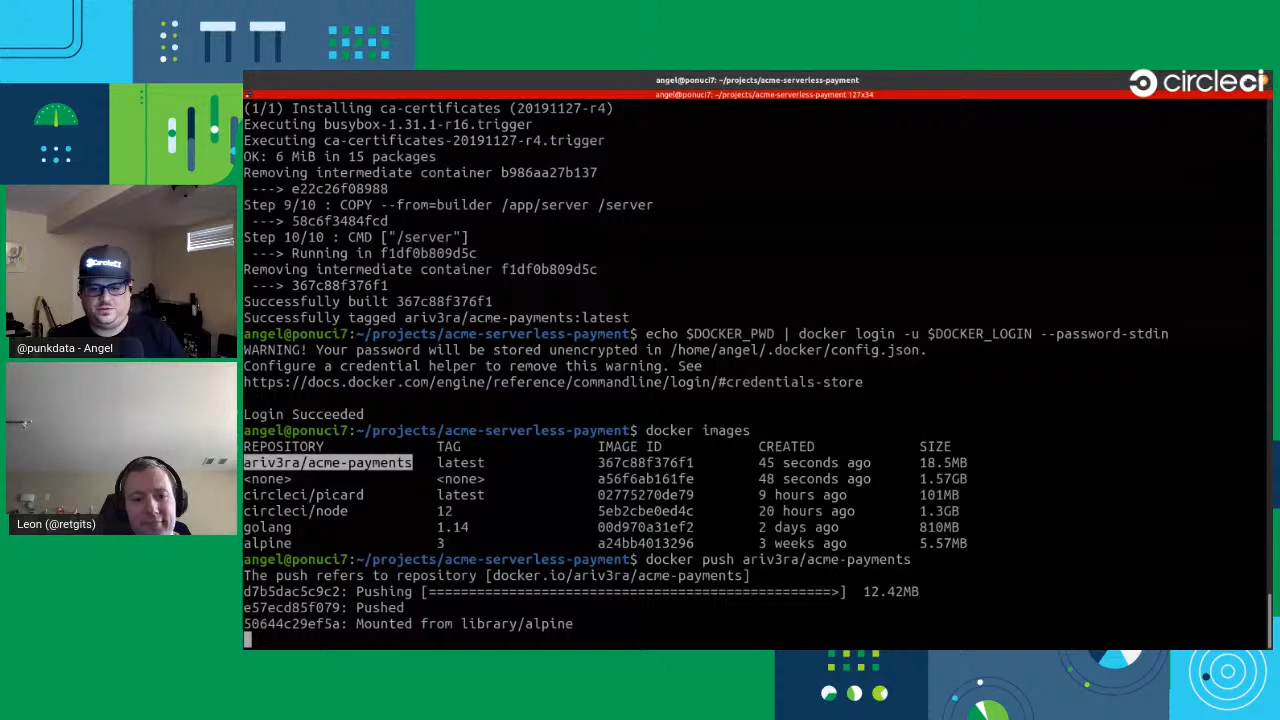 angel@ponuci7: ~/projects/acme-serverless-payment
angel@ponuci7: ~/projects/acme-serverless-payment 127x34
circleci
(1/1) Installing ca-certificates (20191127-r4)
Executing busybox-1.31.1-r16.trigger
Executing ca-certificates-20191127-r4.trigger
OK: 6 MiB in 15 packages
Removing intermediate container b986aa27b137
---> e22c26f08988
Step 9/10 : COPY --from=builder /app/server /server
---> 58c6f3484fcd
Step 10/10 : CMD ["/server"]
---> Running in f1df0b809d5c
Removing intermediate container f1df0b809d5c
---> 367c88f376f1
Successfully built 367c88f376f1
Successfully tagged ariv3ra/acme-payments:latest
angel@ponuci7:~/projects/acme-serverless-payment$ echo $DOCKER_PWD | docker login -u $DOCKER_LOGIN --password-stdin
WARNING! Your password will be stored unencrypted in /home/angel/.docker/config.json.
Configure a credential helper to remove this warning. See
https://docs.docker.com/engine/reference/commandline/login/#credentials-store
Login Succeeded
angel@ponuci7:~/projects/acme-serverless-payment$ docker images
REPOSITORY TAG IMAGE ID CREATED SIZE
ariv3ra/acme-payments latest 367c88f376f1 45 seconds ago 18.5MB
<none> <none> a56f6ab161fe 48 seconds ago 1.57GB
circleci/picard latest 02775270de79 9 hours ago 101MB
circleci/node 12 5eb2cbe0ed4c 20 hours ago 1.3GB
golang 1.14 00d970a31ef2 2 days ago 810MB
alpine 3 a24bb4013296 3 weeks ago 5.57MB
angel@ponuci7:~/projects/acme-serverless-payment$ docker push ariv3ra/acme-payments
The push refers to repository [docker.io/ariv3ra/acme-payments]
d7b5dac5c9c2: Pushing [=================================================>] 12.42MB
e57ecd85f079: Pushed
50644c29ef5a: Mounted from library/alpine
CircleCI
@punkdata - Angel
Leon (@retgits)